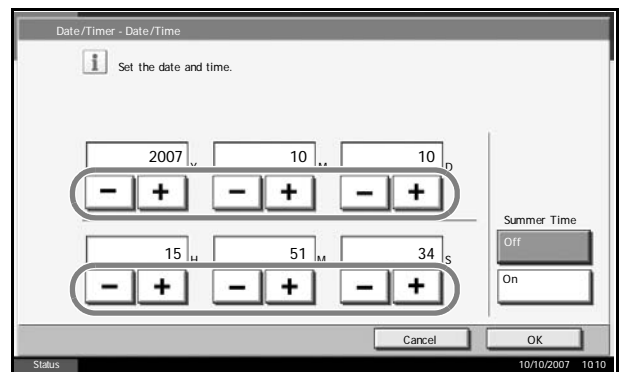 Date/Timer - Date/Time
i Set the date and time.
2007 Y 10 M 10 D
- + - + - +
Summer Time
Off
15 H 51 M 34 S
On
- + - + - +
Cancel OK
Status 10/10/2007 10:10